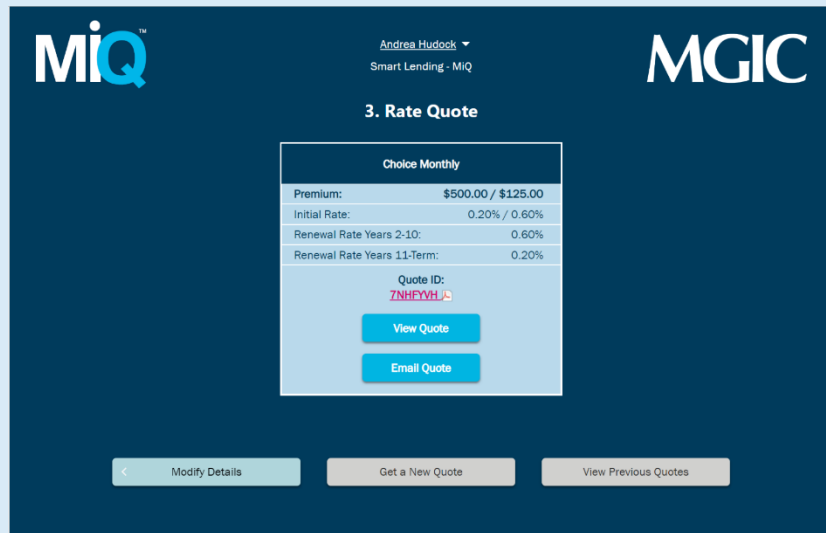 MiQ™
Andrea Hudock
Smart Lending - MiQ
MGIC
3. Rate Quote
Choice Monthly
Premium: $500.00 / $125.00
Initial Rate: 0.20% / 0.60%
Renewal Rate Years 2-10: 0.60%
Renewal Rate Years 11-Term: 0.20%
Quote ID:
7NHFYVH
View Quote
Email Quote
Modify Details
Get a New Quote
View Previous Quotes